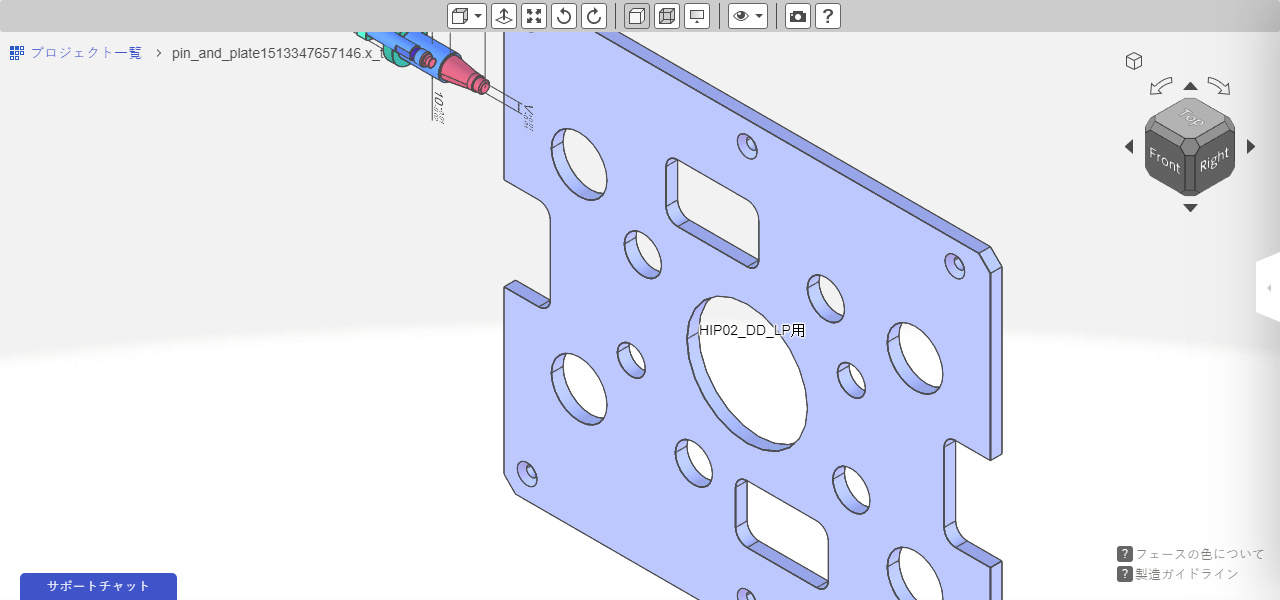 ?
プロジェクト一覧 > pin_and_plate1513347657146.x_t
10
Top
Front
Right
HIP02_DD_LP用
? フェースの色について
? 製造ガイドライン
サポートチャット